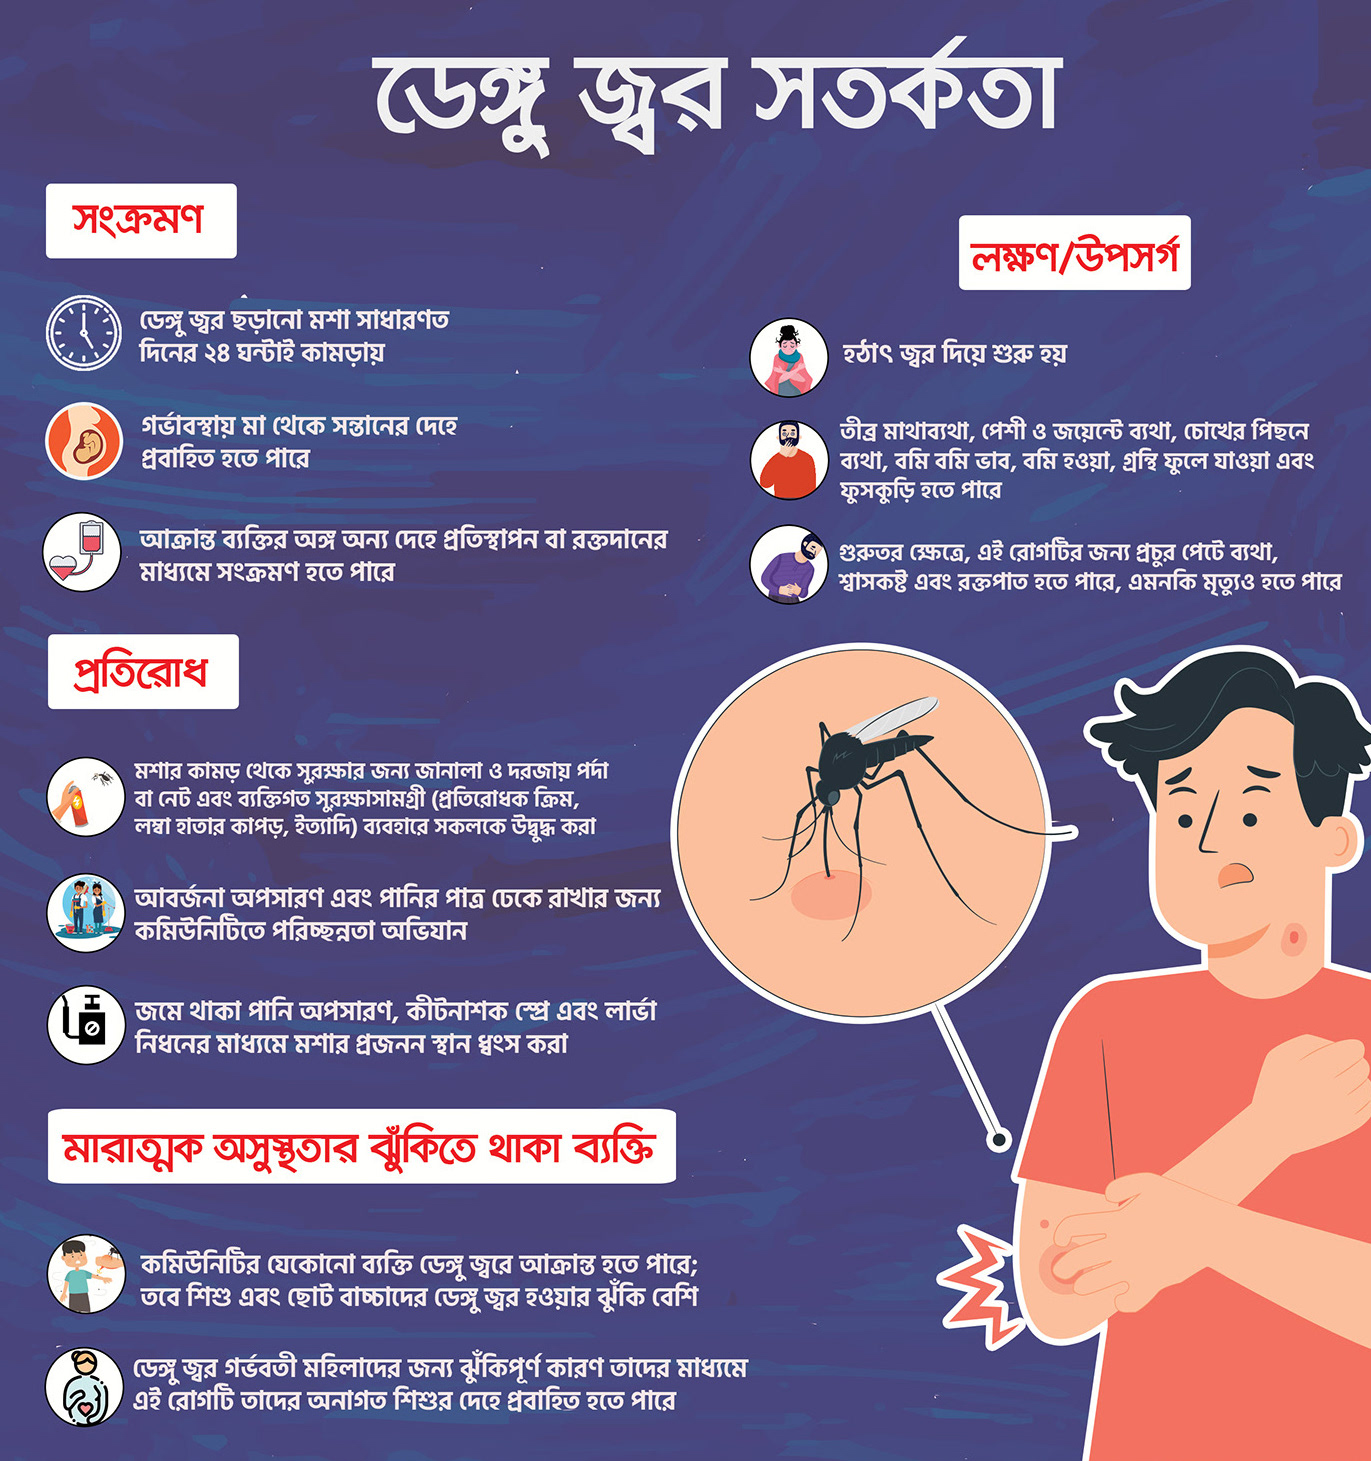 ডেঙ্গু জ্বর সতর্কতা
সংক্রমণ
ডেঙ্গু জ্বর ছড়ানো মশা সাধারণত
দিনের ২৪ ঘন্টাই কামড়ায়
গর্ভাবস্থায় মা থেকে সন্তানের দেহে
প্রবাহিত হতে পারে
আক্রান্ত ব্যক্তির অঙ্গ অন্য দেহে প্রতিস্থাপন বা রক্তদানের
মাধ্যমে সংক্রমণ হতে পারে
প্রতিরোধ
মশার কামড় থেকে সুরক্ষার জন্য জানালা ও দরজায় পর্দা
বা নেট এবং ব্যক্তিগত সুরক্ষাসামগ্রী (প্রতিরোধক ক্রিম,
লম্বা হাতার কাপড়, ইত্যাদি) ব্যবহারে সকলকে উদ্বুদ্ধ করা
আবর্জনা অপসারণ এবং পানির পাত্র ঢেকে রাখার জন্য
কমিউনিটিতে পরিচ্ছন্নতা অভিযান
জমে থাকা পানি অপসারণ, কীটনাশক স্প্রে এবং লার্ভা
নিধনের মাধ্যমে মশার প্রজনন স্থান ধ্বংস করা
মারাত্মক অসুস্থতার ঝুঁকিতে থাকা ব্যক্তি
কমিউনিটির যেকোনো ব্যক্তি ডেঙ্গু জ্বরে আক্রান্ত হতে পারে;
তবে শিশু এবং ছোট বাচ্চাদের ডেঙ্গু জ্বর হওয়ার ঝুঁকি বেশি
ডেঙ্গু জ্বর গর্ভবতী মহিলাদের জন্য ঝুঁকিপূর্ণ কারণ তাদের মাধ্যমে
এই রোগটি তাদের অনাগত শিশুর দেহে প্রবাহিত হতে পারে
লক্ষণ/উপসর্গ
হঠাৎ জ্বর দিয়ে শুরু হয়
তীব্র মাথাব্যথা, পেশী ও জয়েন্টে ব্যথা, চোখের পিছনে
ব্যথা, বমি বমি ভাব, বমি হওয়া, গ্রন্থি ফুলে যাওয়া এবং
ফুসকুড়ি হতে পারে
গুরুতর ক্ষেত্রে, এই রোগটির জন্য প্রচুর পেটে ব্যথা,
শ্বাসকষ্ট এবং রক্তপাত হতে পারে, এমনকি মৃত্যুও হতে পারে